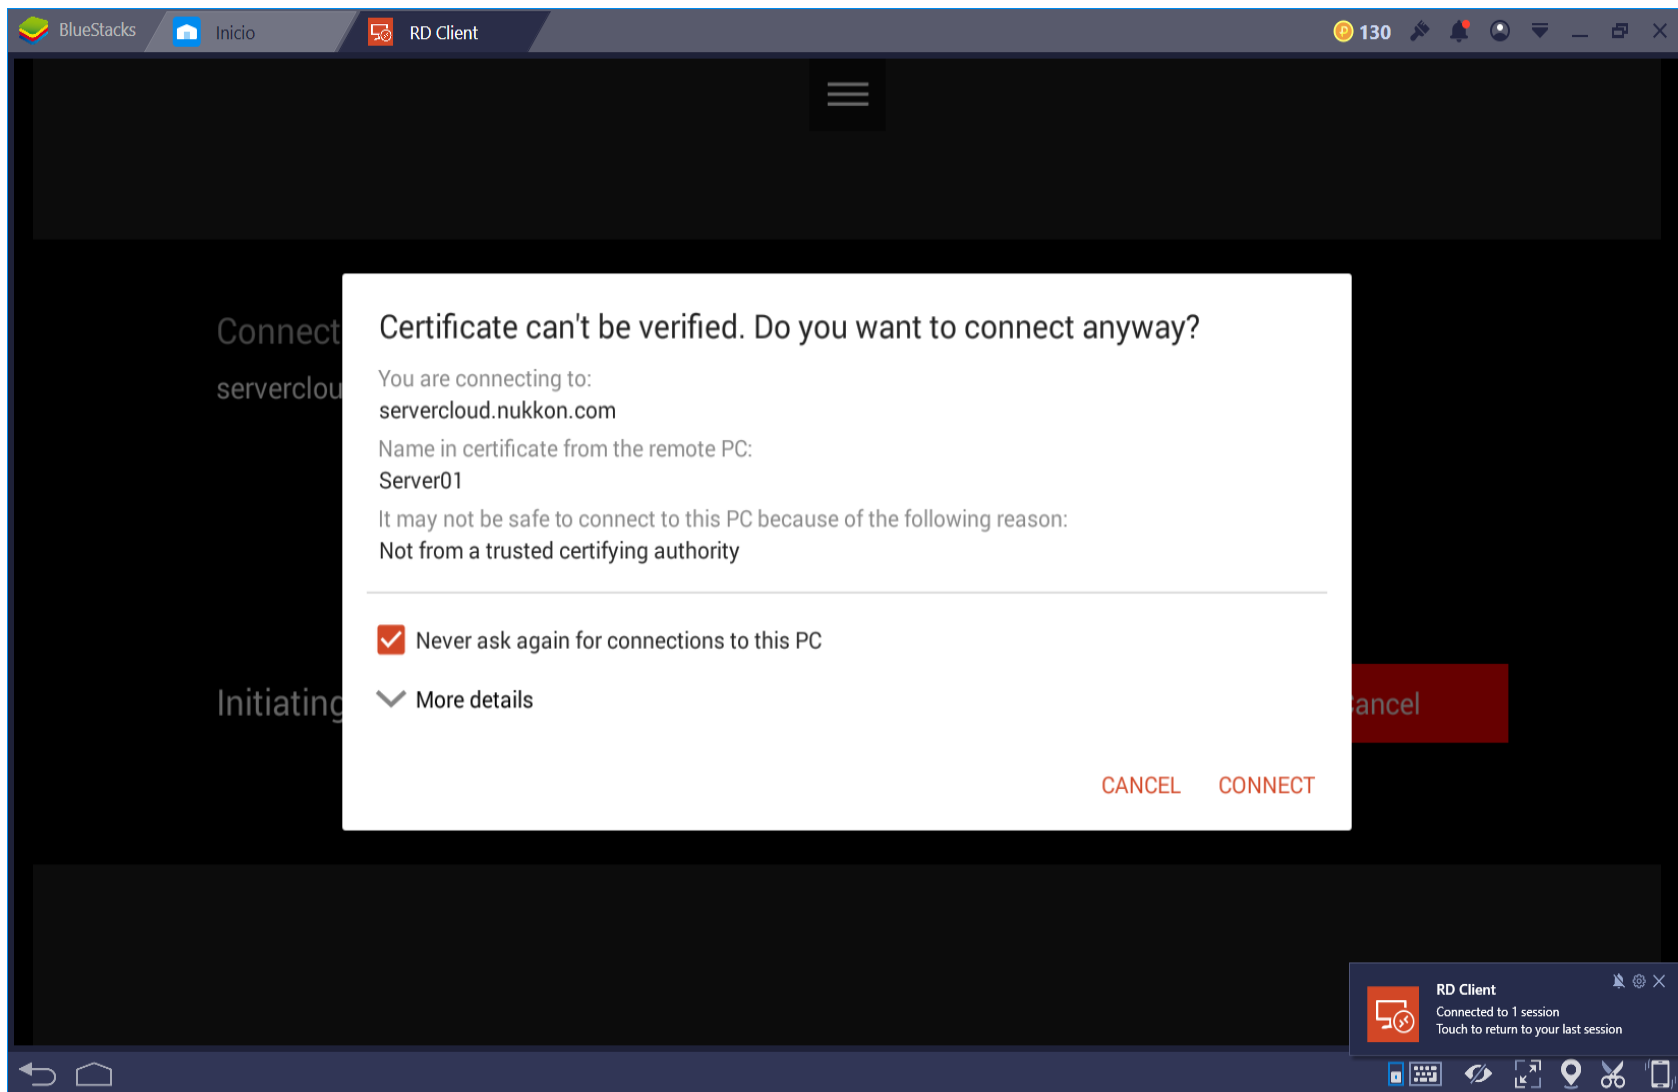 BlueStacks
Inicio
RD Client
130
Connect
serverclou
Certificate can't be verified. Do you want to connect anyway?
You are connecting to:
servercloud.nukkon.com
Name in certificate from the remote PC:
Server01
It may not be safe to connect to this PC because of the following reason:
Not from a trusted certifying authority
Never ask again for connections to this PC
Initiating
More details
ancel
CANCEL
CONNECT
RD Client
Connected to 1 session
Touch to return to your last session